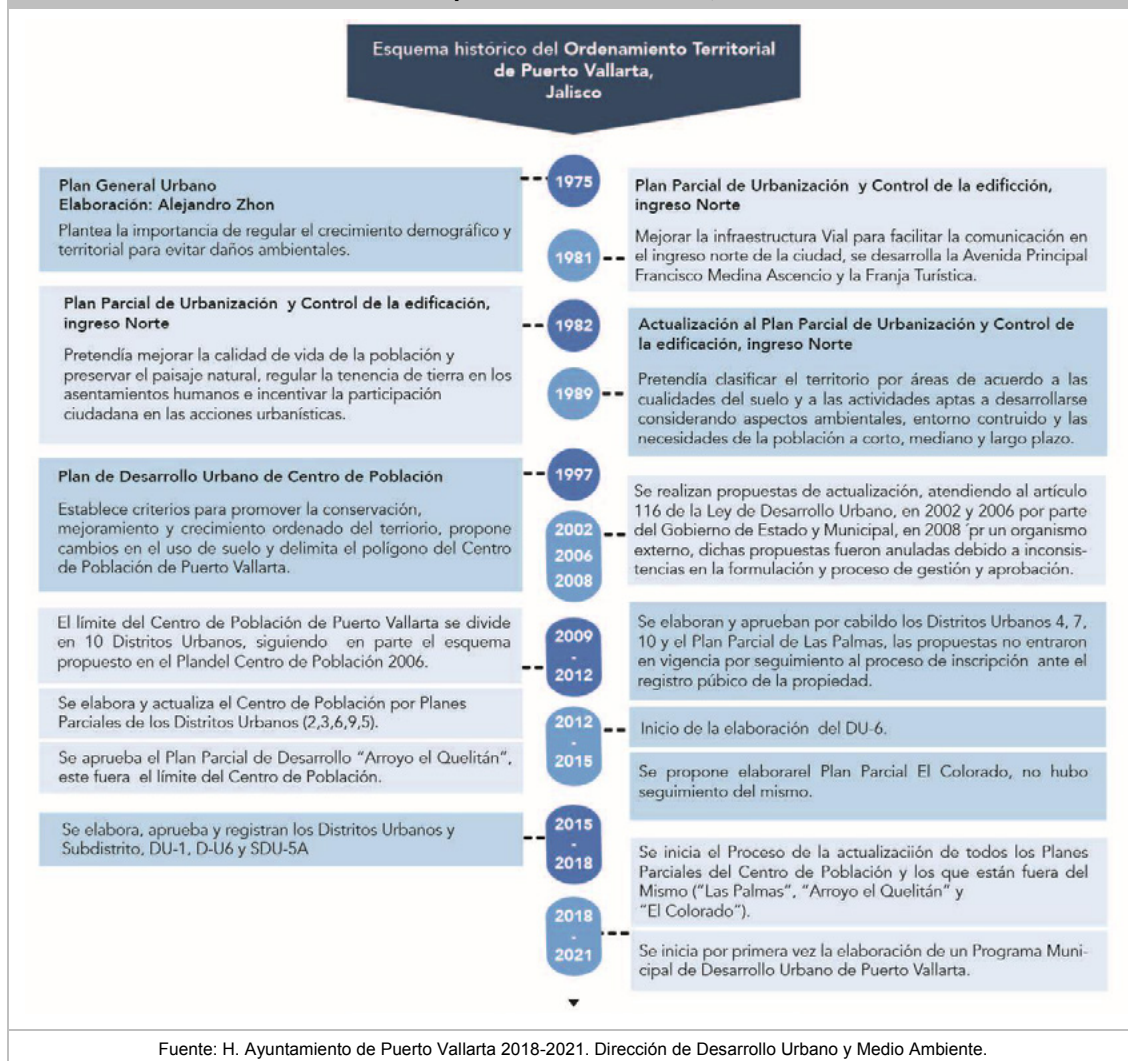 Esquema histórico del Ordenamiento Territorial
de Puerto Vallarta,
Jalisco
1975
Plan General Urbano
Elaboración: Alejandro Zhon
Plantea la importancia de regular el crecimiento demográfico y
territorial para evitar daños ambientales.
1981
Plan Parcial de Urbanización y Control de la edificción,
ingreso Norte
Mejorar la infraestructura Vial para facilitar la comunicación en
el ingreso norte de la ciudad, se desarrolla la Avenida Principal
Francisco Medina Ascencio y la Franja Turística.
1982
Plan Parcial de Urbanización y Control de la edificación,
ingreso Norte
Pretendía mejorar la calidad de vida de la población y
preservar el paisaje natural, regular la tenencia de tierra en los
asentamientos humanos e incentivar la participación
ciudadana en las acciones urbanísticas.
1989
Actualización al Plan Parcial de Urbanización y Control de
la edificación, ingreso Norte
Pretendía clasificar el territorio por áreas de acuerdo a las
cualidades del suelo y a las actividades aptas a desarrollarse
considerando aspectos ambientales, entorno contruido y las
necesidades de la población a corto, mediano y largo plazo.
1997
Plan de Desarrollo Urbano de Centro de Población
Establece criterios para promover la conservación,
mejoramiento y crecimiento ordenado del terriorio, propone
cambios en el uso de suelo y delimita el polígono del Centro
de Población de Puerto Vallarta.
2002
2006
2008
Se realizan propuestas de actualización, atendiendo al artículo
116 de la Ley de Desarrollo Urbano, en 2002 y 2006 por parte
del Gobierno de Estado y Municipal, en 2008 ´pr un organismo
externo, dichas propuestas fueron anuladas debido a inconsis-
tencias en la formulación y proceso de gestión y aprobación.
2009
-
2012
El límite del Centro de Población de Puerto Vallarta se divide
en 10 Distritos Urbanos, siguiendo en parte el esquema
propuesto en el Plandel Centro de Población 2006.
Se elaboran y aprueban por cabildo los Distritos Urbanos 4, 7,
10 y el Plan Parcial de Las Palmas, las propuestas no entraron
en vigencia por seguimiento al proceso de inscripción ante el
registro púbico de la propiedad.
2012
-
2015
Se elabora y actualiza el Centro de Población por Planes
Parciales de los Distritos Urbanos (2,3,6,9,5).
Se aprueba el Plan Parcial de Desarrollo “Arroyo el Quelitán”,
este fuera el límite del Centro de Población.
Inicio de la elaboración del DU-6.
Se propone elaborarel Plan Parcial El Colorado, no hubo
seguimiento del mismo.
2015
-
2018
Se elabora, aprueba y registran los Distritos Urbanos y
Subdistrito, DU-1, D-U6 y SDU-5A
2018
-
2021
Se inicia el Proceso de la actualizaciión de todos los Planes
Parciales del Centro de Población y los que están fuera del
Mismo (“Las Palmas”, “Arroyo el Quelitán” y
“El Colorado”).
Se inicia por primera vez la elaboración de un Programa Muni-
cipal de Desarrollo Urbano de Puerto Vallarta.
Fuente: H. Ayuntamiento de Puerto Vallarta 2018-2021. Dirección de Desarrollo Urbano y Medio Ambiente.